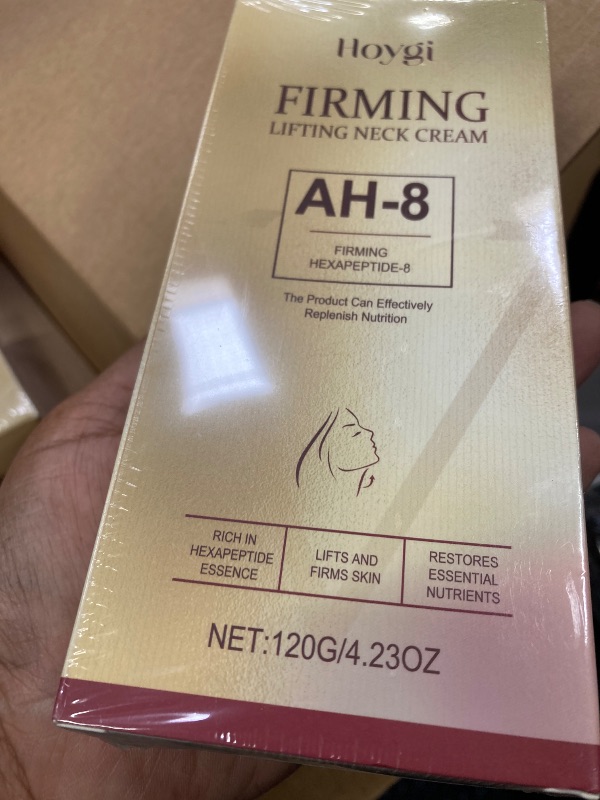 Hoygi
FIRMING
LIFTING NECK CREAM
AH-8
FIRMING
HEXAPEPTIDE-8
The Product Can Effectively
Replenish Nutrition
RICH IN
HEXAPEPTIDE
ESSENCE
LIFTS AND
FIRMS SKIN
RESTORES
ESSENTIAL
NUTRIENTS
NET:120G/4.23OZ